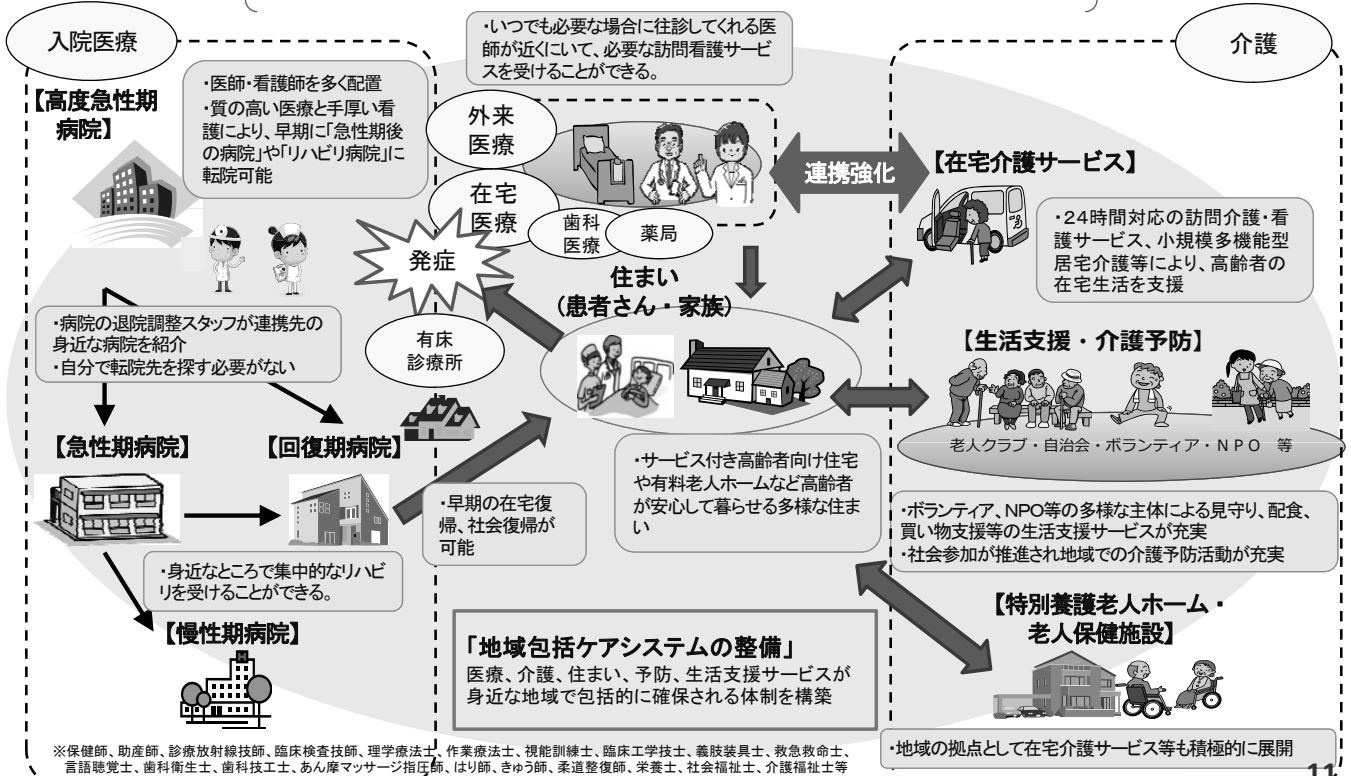 入院医療
【高度急性期
病院】
・医師・看護師を多く配置
・質の高い医療と手厚い看
護により、早期に「急性期後
の病院」や「リハビリ病院」に
転院可能
・病院の退院調整スタッフが連携先の
身近な病院を紹介
・自分で転院先を探す必要がない
【急性期病院】
【回復期病院】
・身近なところで集中的なリハビ
リを受けることができる。
【慢性期病院】
・いつでも必要な場合に往診してくれる医
師が近くにいて、必要な訪問看護サービ
スを受けることができる。
外来
医療
在宅
医療
歯科
医療
薬局
発症
有床
診療所
住まい
(患者さん・家族)
・早期の在宅復
帰、社会復帰が
可能
・サービス付き高齢者向け住宅
や有料老人ホームなど高齢者
が安心して暮らせる多様な住ま
い
「地域包括ケアシステムの整備」
医療、介護、住まい、予防、生活支援サービスが
身近な地域で包括的に確保される体制を構築
連携強化
介護
【在宅介護サービス】
・24時間対応の訪問介護・看
護サービス、小規模多機能型
居宅介護等により、高齢者の
在宅生活を支援
【生活支援・介護予防】
老人クラブ・自治会・ボランティア・NPO 等
・ボランティア、NPO等の多様な主体による見守り、配食、
買い物支援等の生活支援サービスが充実
・社会参加が推進され地域での介護予防活動が充実
【特別養護老人ホーム・
老人保健施設】
・地域の拠点として在宅介護サービス等も積極的に展開
※保健師、助産師、診療放射線技師、臨床検査技師、理学療法士、作業療法士、視能訓練士、臨床工学技士、義肢装具士、救急救命士、
言語聴覚士、歯科衛生士、歯科技工士、あん摩マッサージ指圧師、はり師、きゅう師、柔道整復師、栄養士、社会福祉士、介護福祉士等
11